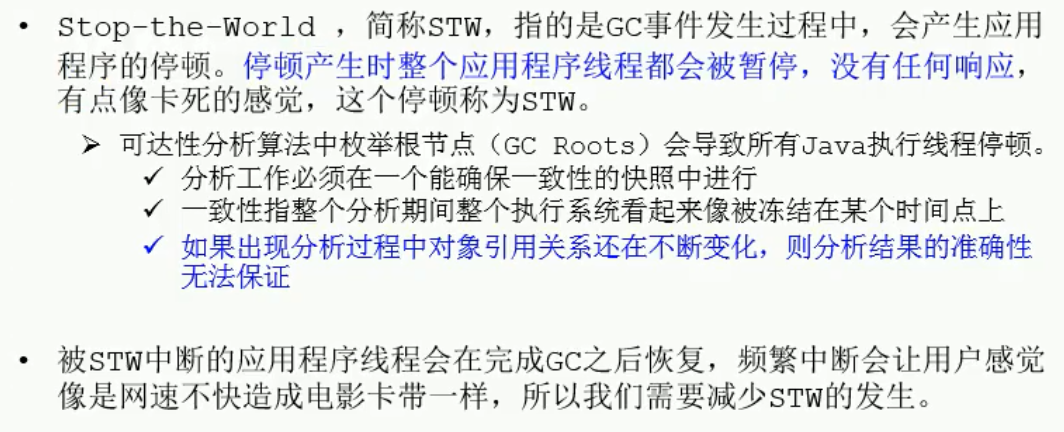 • Stop-the-World ，简称STW，指的是GC事件发生过程中，会产生应用
程序的停顿。停顿产生时整个应用程序线程都会被暂停，没有任何响应，
有点像卡死的感觉，这个停顿称为STW。
➢ 可达性分析算法中枚举根节点（GC Roots）会导致所有Java执行线程停顿。
✓ 分析工作必须在一个能确保一致性的快照中进行
✓ 一致性指整个分析期间整个执行系统看起来像被冻结在某个时间点上
✓ 如果出现分析过程中对象引用关系还在不断变化，则分析结果的准确性
无法保证
• 被STW中断的应用程序线程会在完成GC之后恢复，频繁中断会让用户感觉
像是网速不快造成电影卡带一样，所以我们需要减少STW的发生。